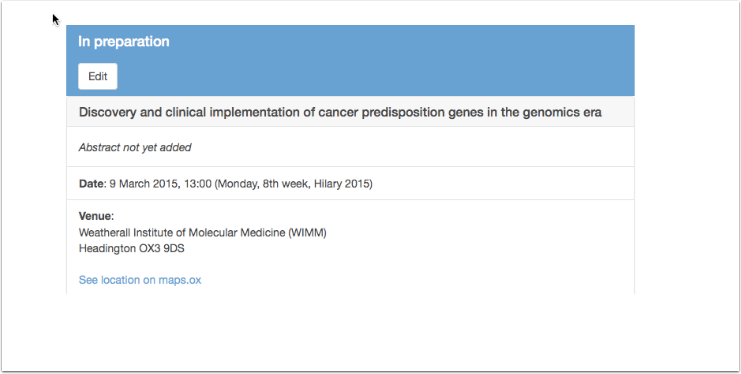 In preparation
Edit
Discovery and clinical implementation of cancer predisposition genes in the genomics era
Abstract not yet added
Date: 9 March 2015, 13:00 (Monday, 8th week, Hilary 2015)
Venue:
Weatherall Institute of Molecular Medicine (WIMM)
Headington OX3 9DS
See location on maps.ox